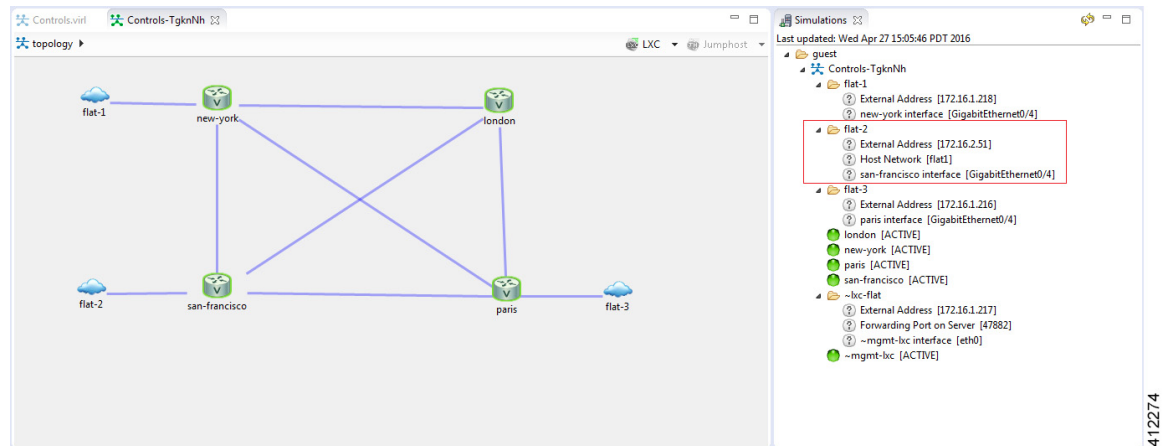 Controls.virl
Controls-TgknNh
topology
LXC
Jumphost
flat-1
new-york
london
flat-2
san-francisco
paris
flat-3
Simulations
Last updated: Wed Apr 27 15:05:46 PDT 2016
guest
Controls-TgknNh
flat-1
External Address [172.16.1.218]
new-york interface [GigabitEthernet0/4]
flat-2
External Address [172.16.2.51]
Host Network [flat1]
san-francisco interface [GigabitEthernet0/4]
flat-3
External Address [172.16.1.216]
paris interface [GigabitEthernet0/4]
london [ACTIVE]
new-york [ACTIVE]
paris [ACTIVE]
san-francisco [ACTIVE]
~lxc-flat
External Address [172.16.1.217]
Forwarding Port on Server [47882]
~mgmt-lxc interface [eth0]
~mgmt-lxc [ACTIVE]
412274